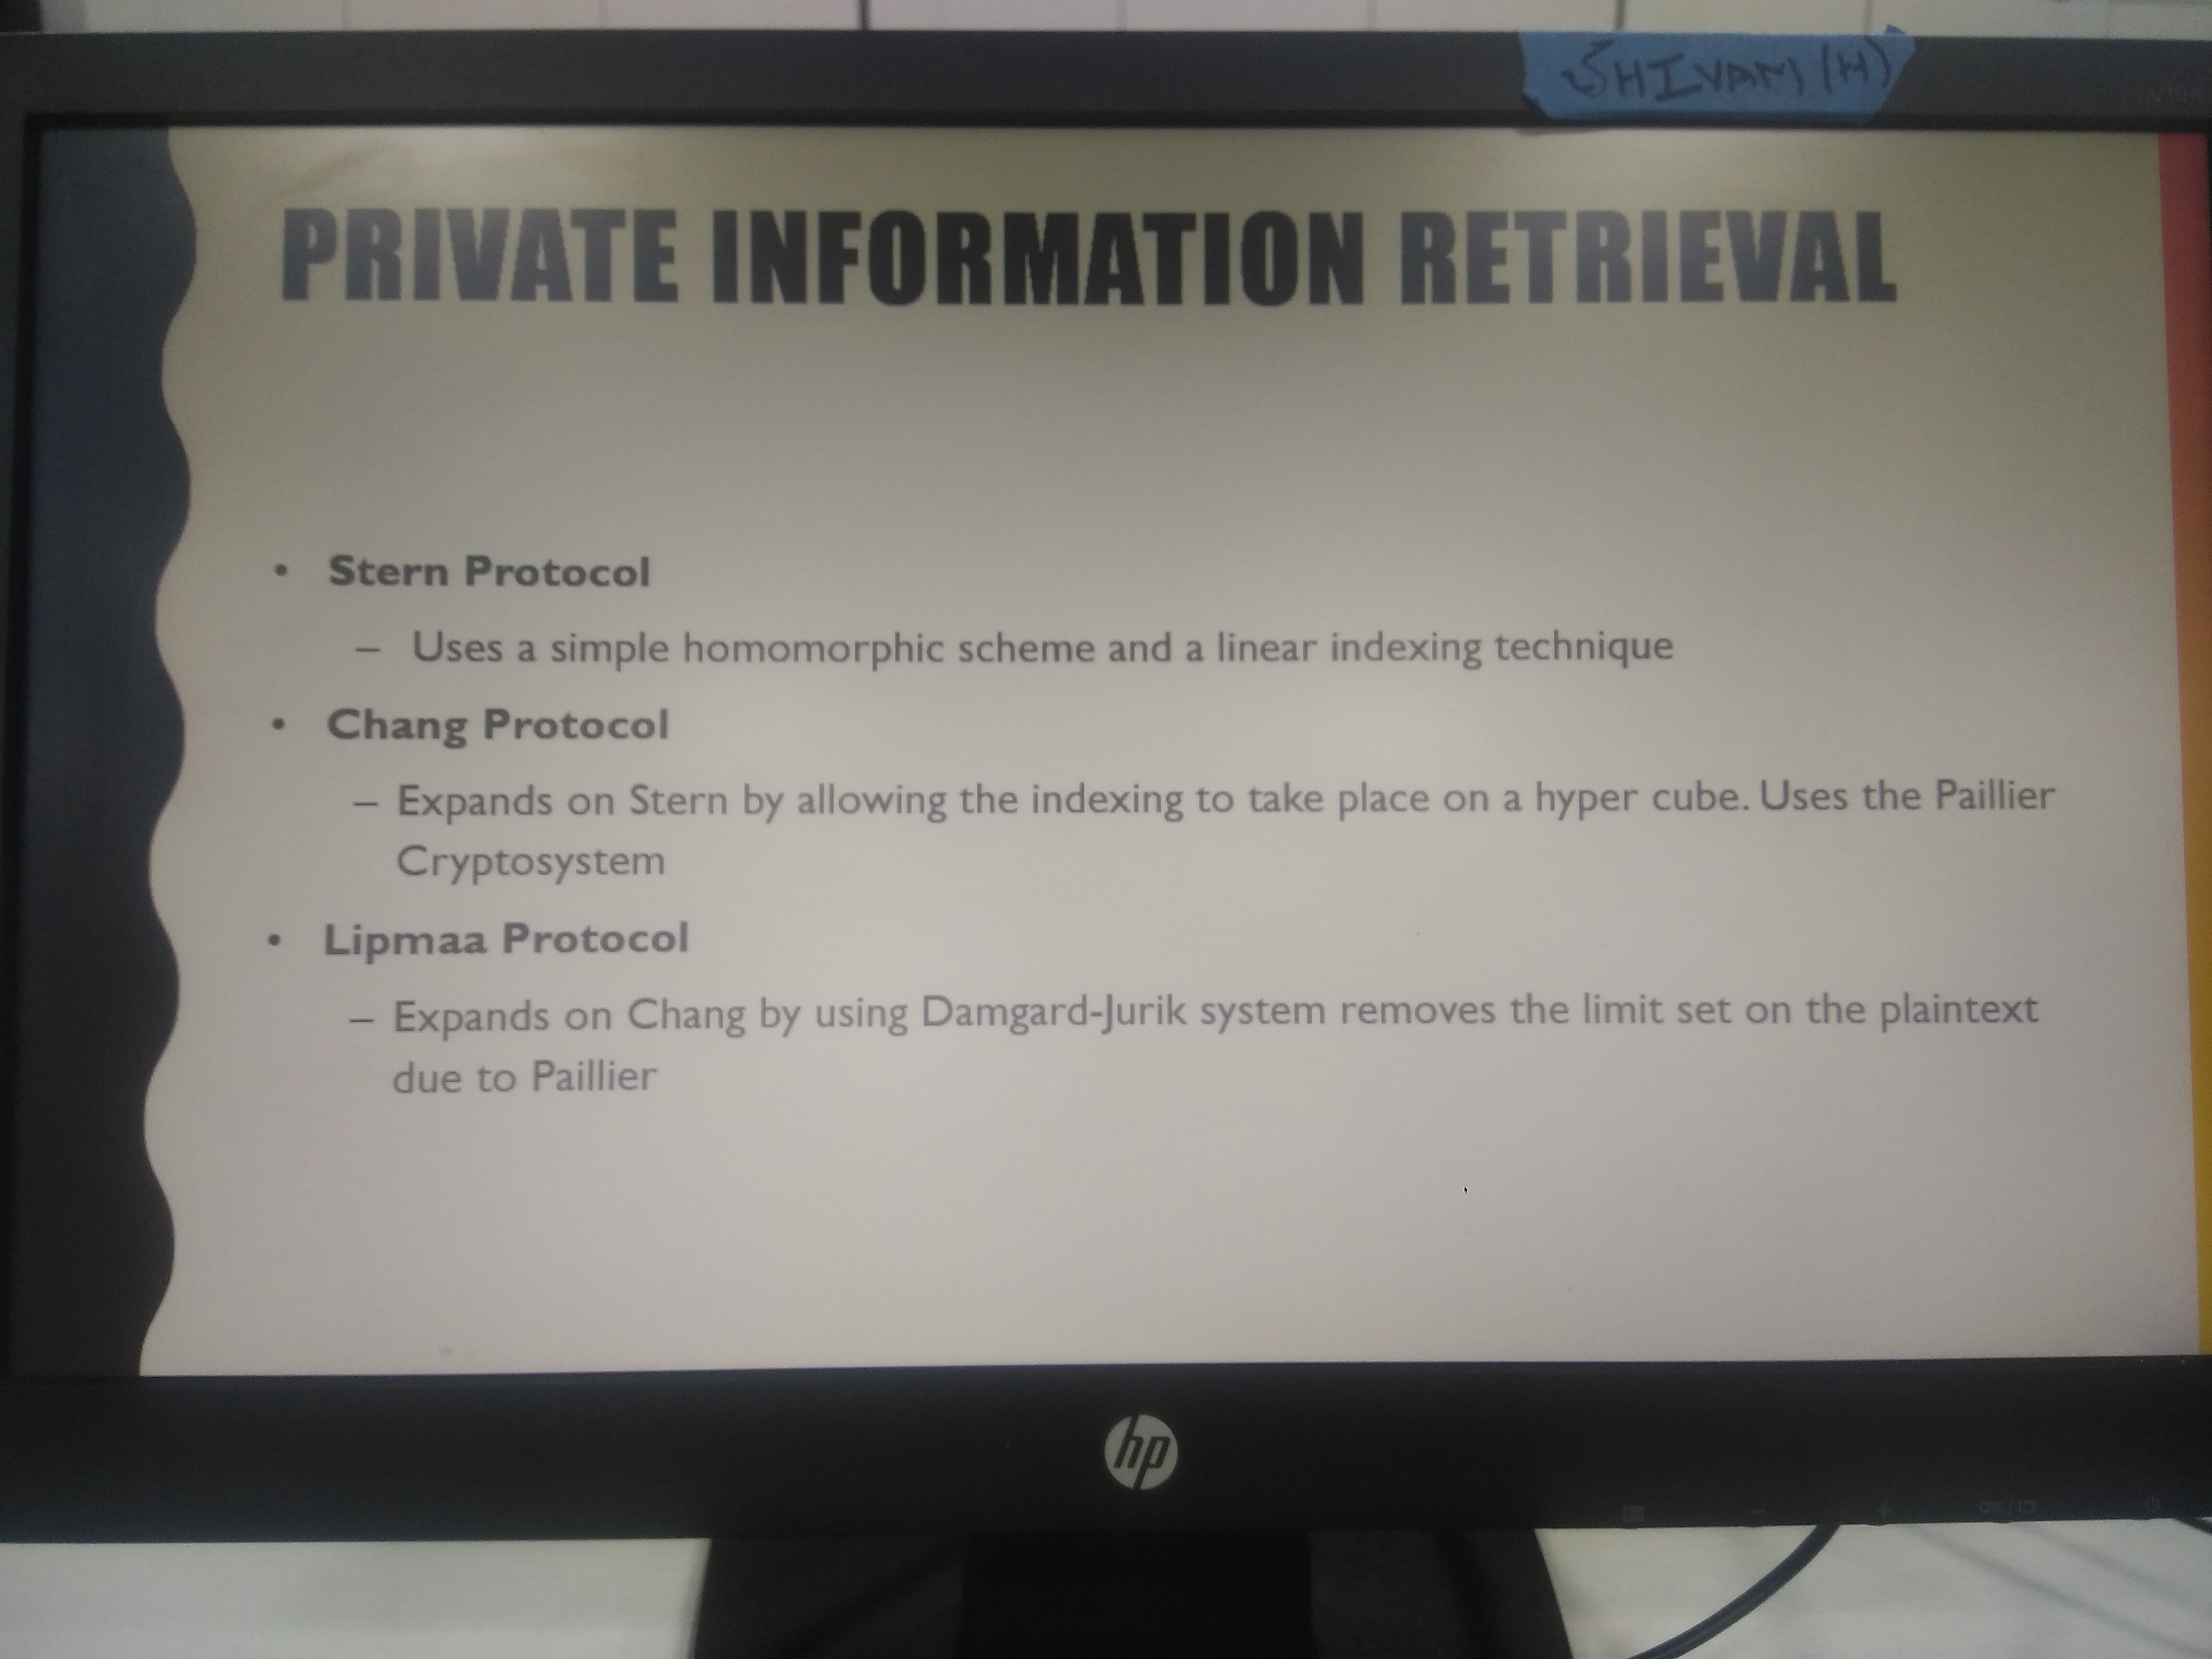 SHIVAM (H)
PRIVATE INFORMATION RETRIEVAL
• Stern Protocol
– Uses a simple homomorphic scheme and a linear indexing technique
• Chang Protocol
– Expands on Stern by allowing the indexing to take place on a hyper cube. Uses the Paillier
Cryptosystem
• Lipmaa Protocol
– Expands on Chang by using Damgard-Jurik system removes the limit set on the plaintext
due to Paillier
hp